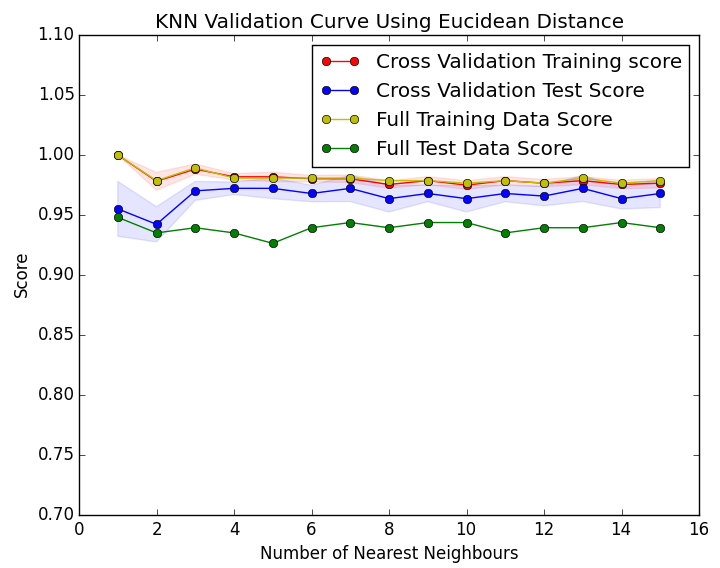 KNN Validation Curve Using Eucidean Distance
1.10
1.05
1.00
0.95
0.90
0.85
0.80
0.75
0.70
Score
Cross Validation Training score
Cross Validation Test Score
Full Training Data Score
Full Test Data Score
0 2 4 6 8 10 12 14 16
Number of Nearest Neighbours